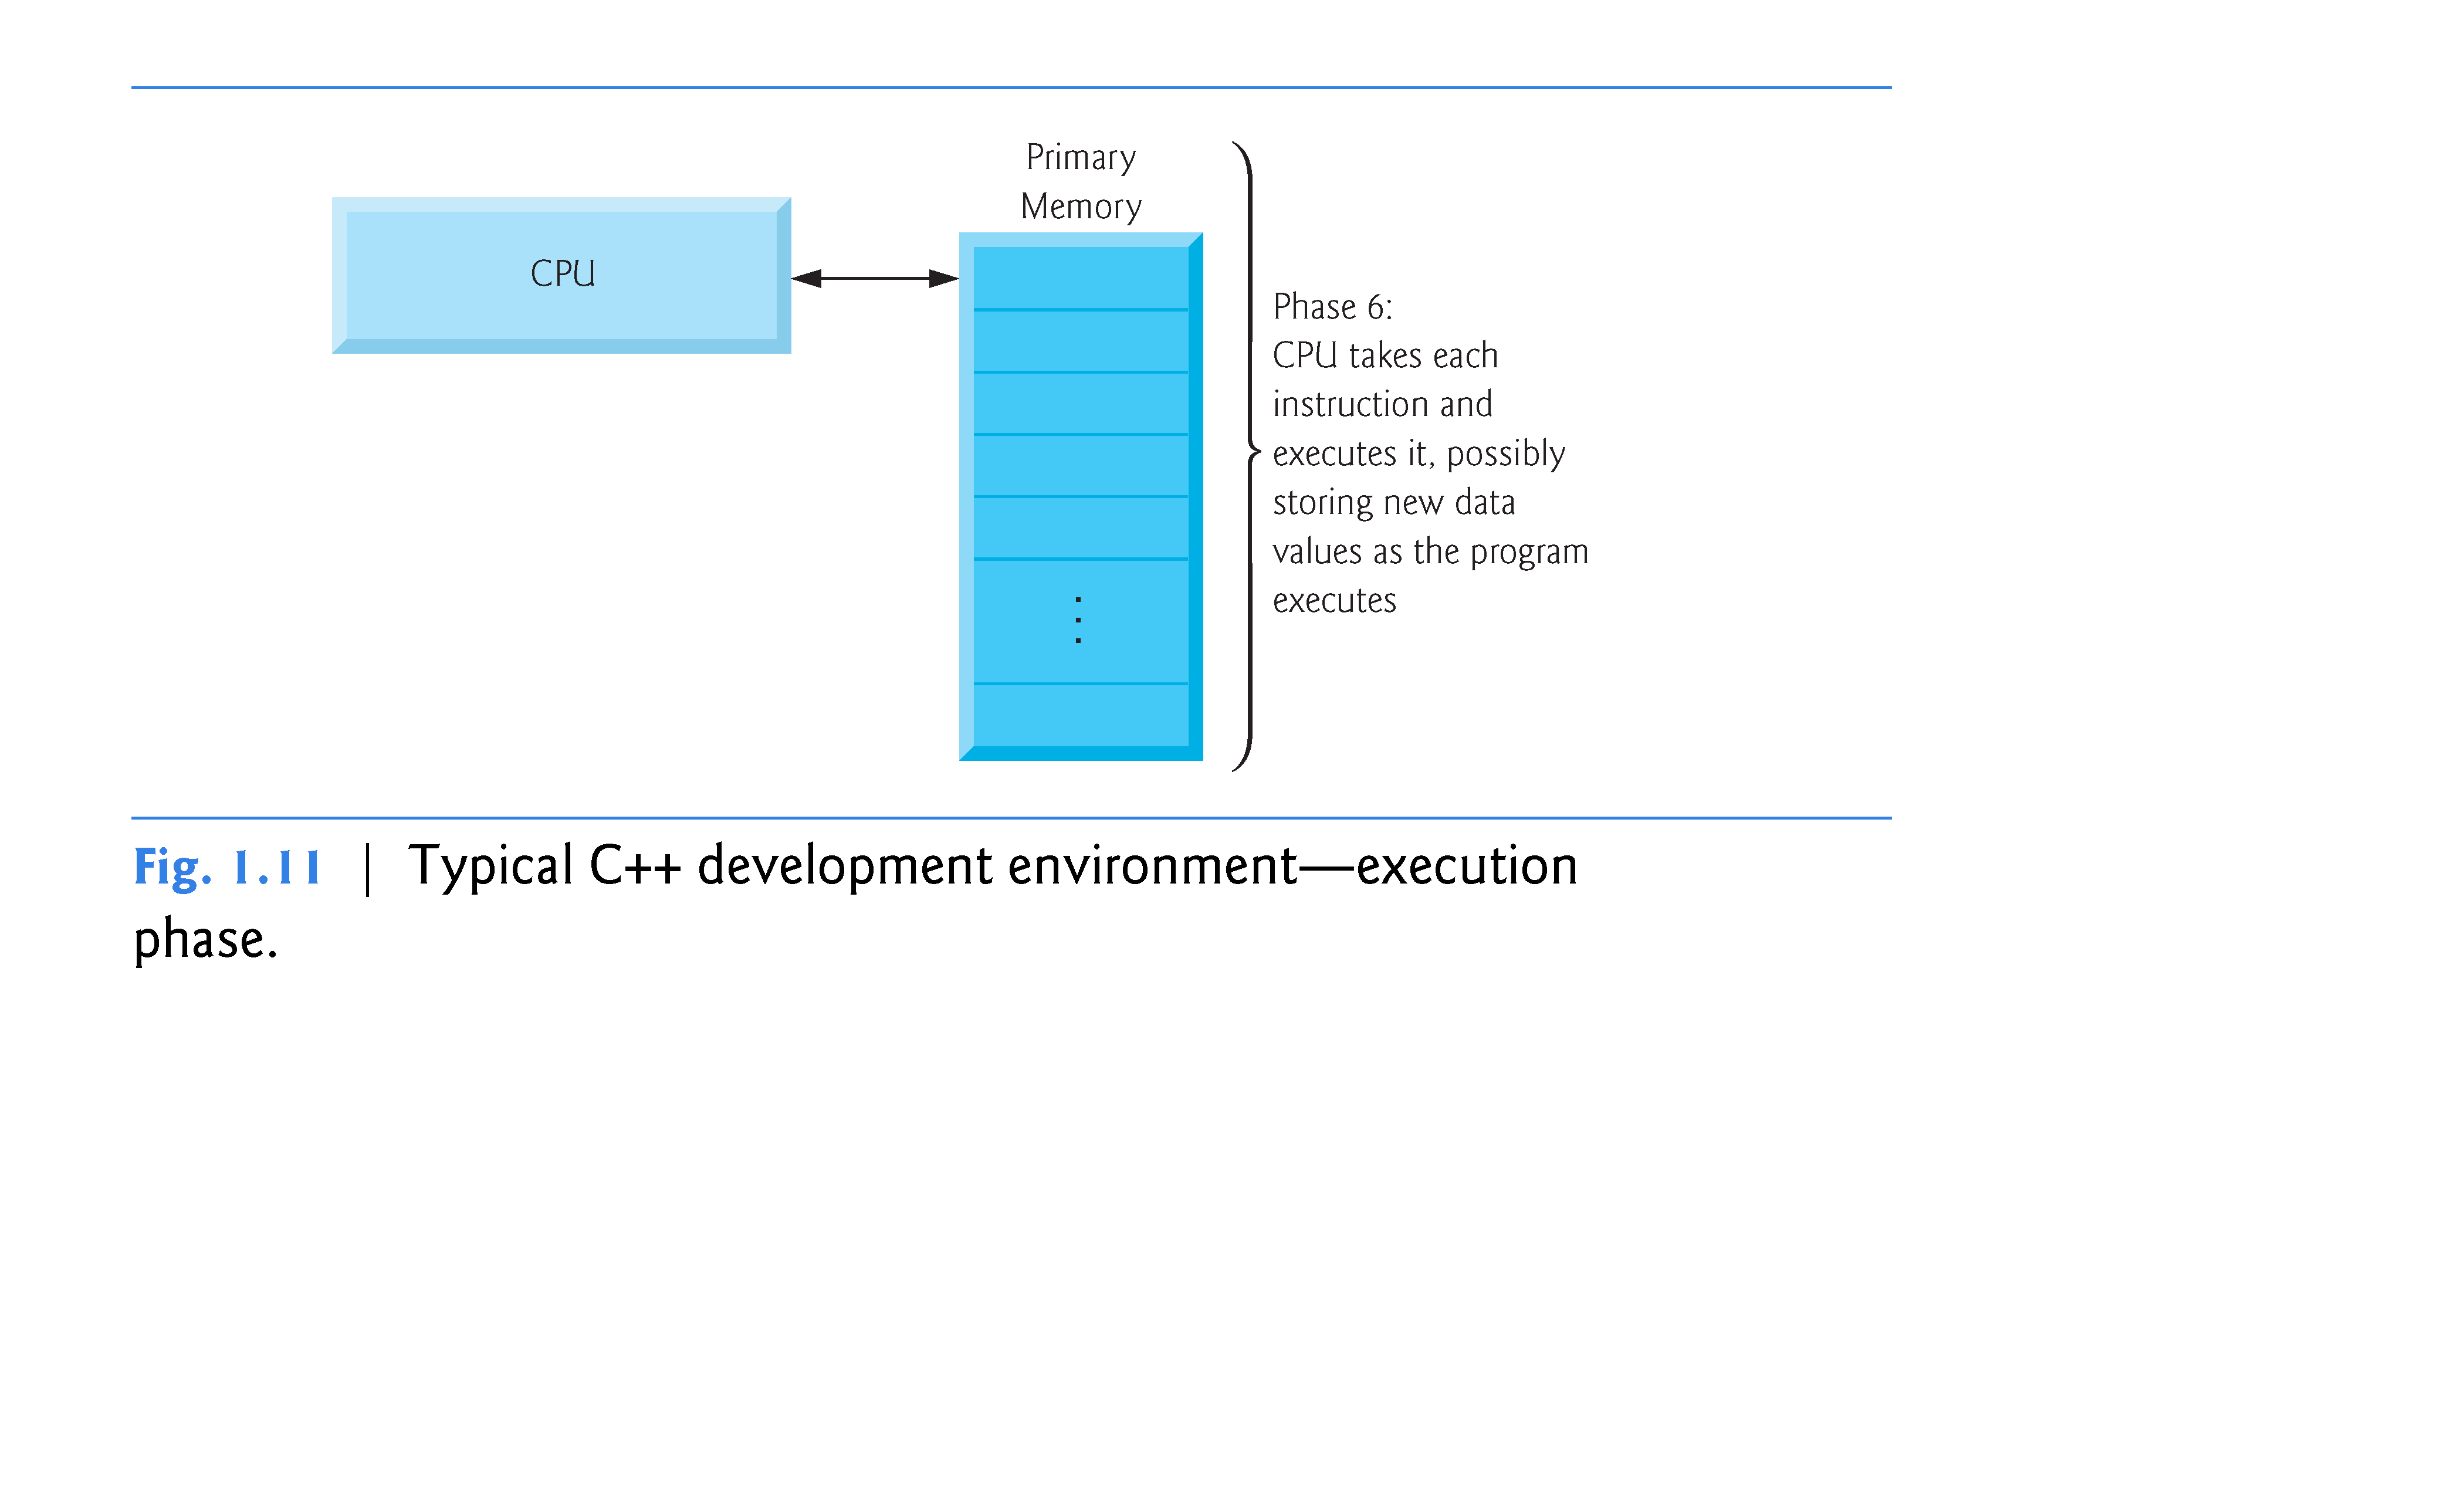 Primary
Memory
CPU
Phase 6:
CPU takes each
instruction and
executes it, possibly
storing new data
values as the program
executes
Fig. 1.11 | Typical C++ development environment—execution
phase.